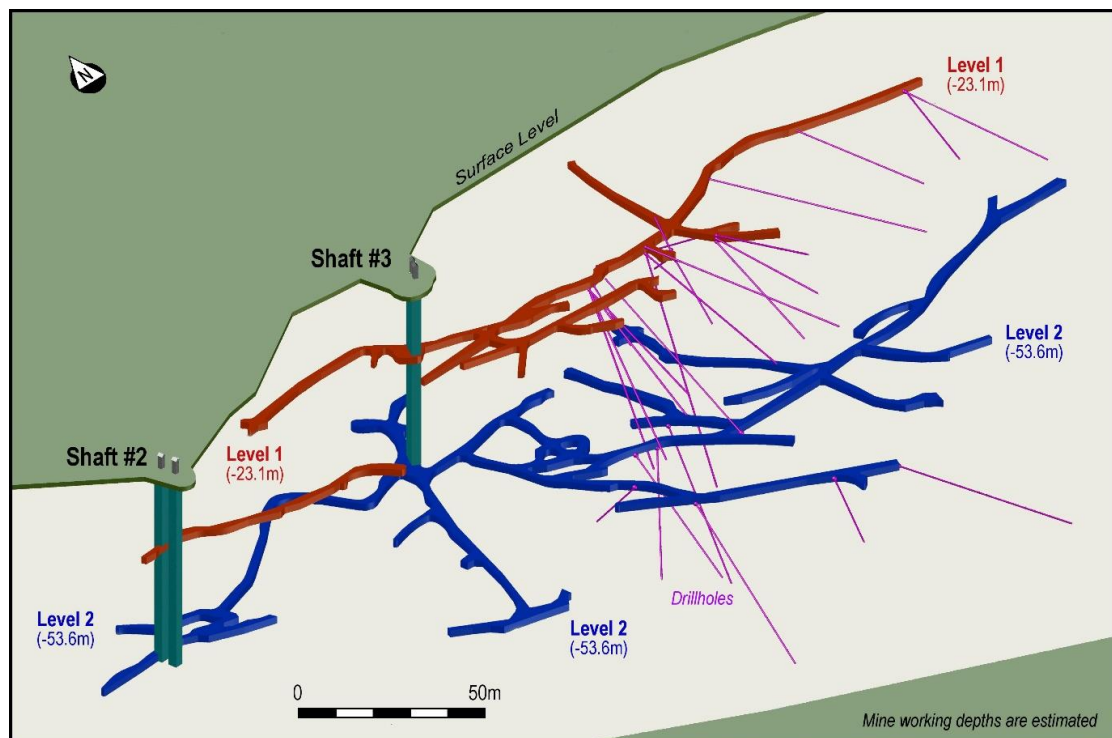 N
Level 1
(-23.1m)
Surface Level
Shaft #3
Level 2
(-53.6m)
Shaft #2
Level 1
(-23.1m)
Drillholes
Level 2
(-53.6m)
Level 2
(-53.6m)
0 50m
Mine working depths are estimated